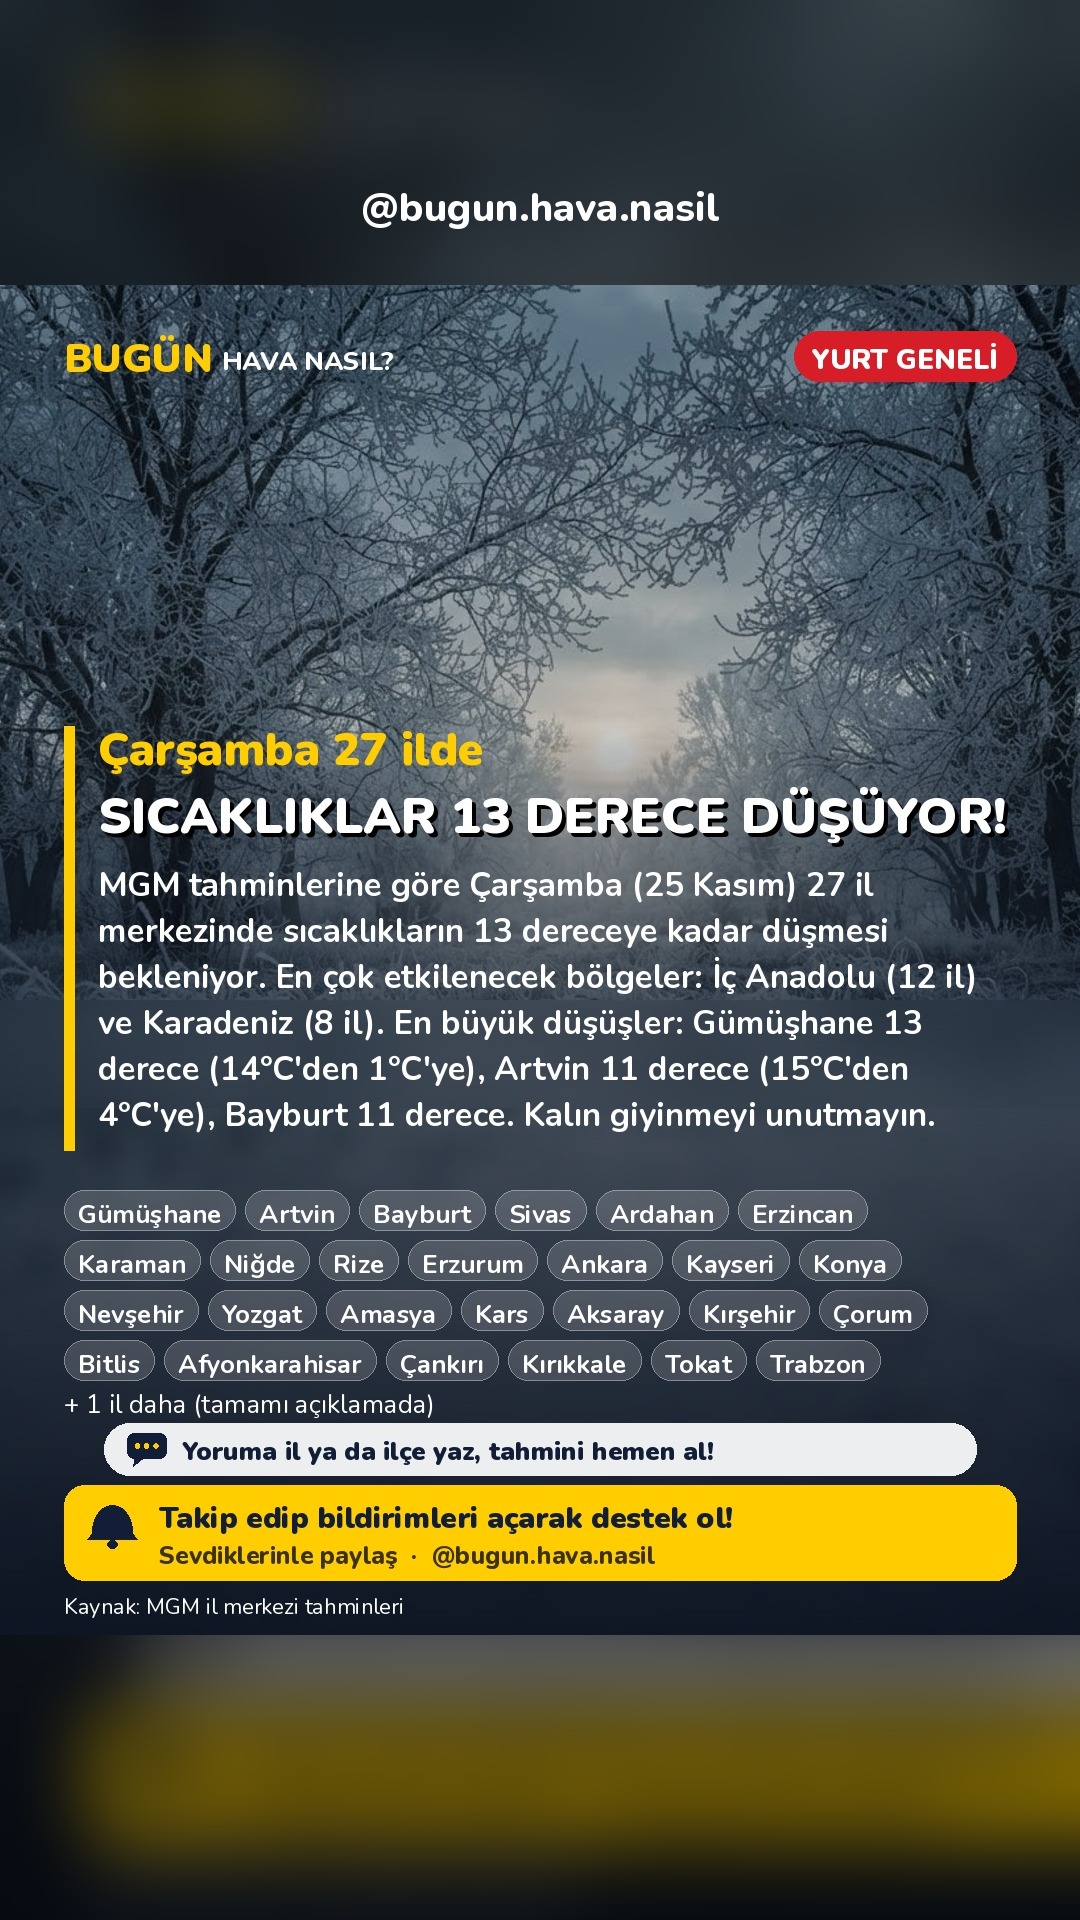 @bugun.hava.nasil
BUGÜN HAVA NASIL?
YURT GENELİ
Çarşamba 27 ilde
SICAKLIKLAR 13 DERECE DÜŞÜYOR!
MGM tahminlerine göre Çarşamba (25 Kasım) 27 il
merkezinde sıcaklıkların 13 dereceye kadar düşmesi
bekleniyor. En çok etkilenecek bölgeler: İç Anadolu (12 il)
ve Karadeniz (8 il). En büyük düşüşler: Gümüşhane 13
derece (14°C'den 1°C'ye), Artvin 11 derece (15°C'den
4°C'ye), Bayburt 11 derece. Kalın giyinmeyi unutmayın.
Gümüşhane Artvin Bayburt Sivas Ardahan Erzincan
Karaman Niğde Rize Erzurum Ankara Kayseri Konya
Nevşehir Yozgat Amasya Kars Aksaray Kırşehir Çorum
Bitlis Afyonkarahisar Çankırı Kırıkkale Tokat Trabzon
+ 1 il daha (tamamı açıklamada)
Yoruma il ya da ilçe yaz, tahmini hemen al!
Takip edip bildirimleri açarak destek ol!
Sevdiklerinle paylaş · @bugun.hava.nasil
Kaynak: MGM il merkezi tahminleri